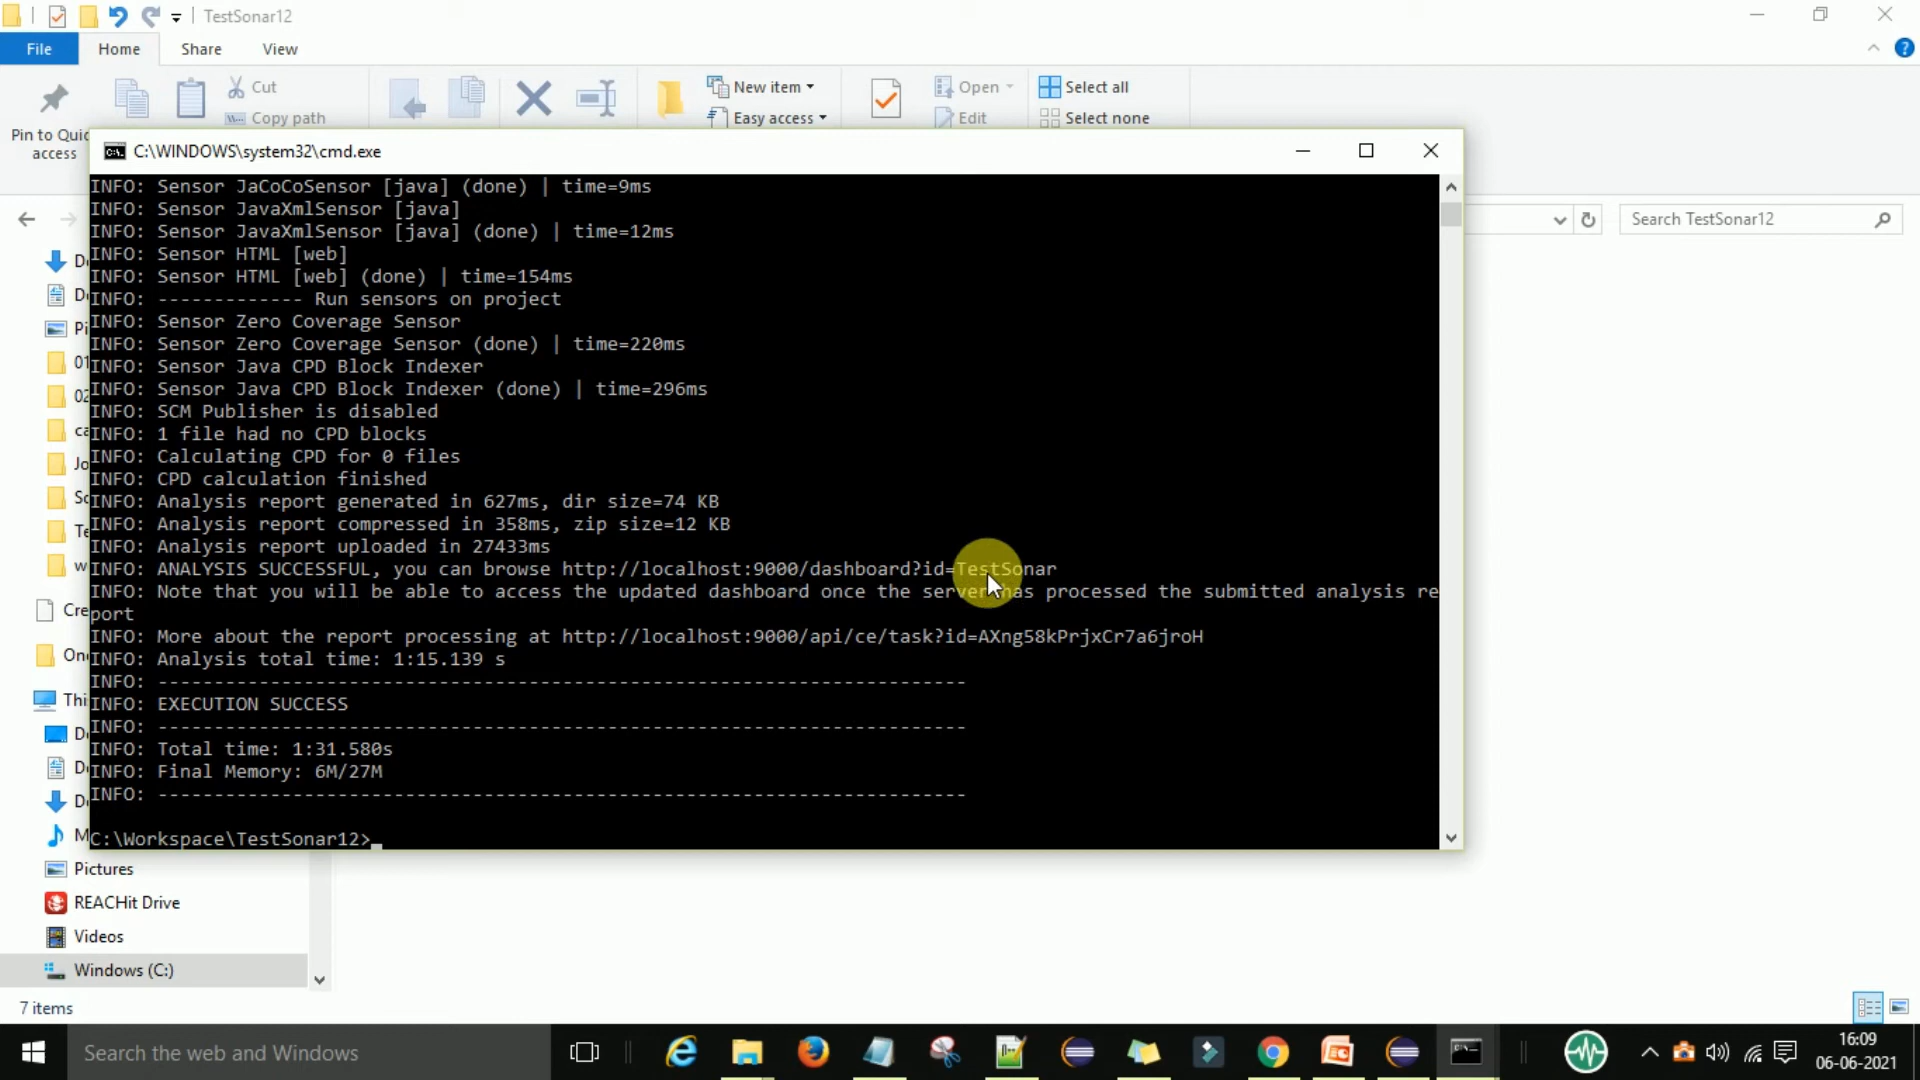 TestSonar12
File
Home
Share
View
Cut
Copy path
New item
Easy access
Open
Edit
Select all
Select none
Pin to Quic
access
C:\WINDOWS\system32\cmd.exe
Search TestSonar12
INFO: Sensor JaCoCoSensor [java] (done) | time=9ms
INFO: Sensor JavaXmlSensor [java]
INFO: Sensor JavaXmlSensor [java] (done) | time=12ms
INFO: Sensor HTML [web]
INFO: Sensor HTML [web] (done) | time=154ms
INFO: ------------- Run sensors on project
INFO: Sensor Zero Coverage Sensor
INFO: Sensor Zero Coverage Sensor (done) | time=220ms
INFO: Sensor Java CPD Block Indexer
INFO: Sensor Java CPD Block Indexer (done) | time=296ms
INFO: SCM Publisher is disabled
INFO: 1 file had no CPD blocks
INFO: Calculating CPD for 0 files
INFO: CPD calculation finished
INFO: Analysis report generated in 627ms, dir size=74 KB
INFO: Analysis report compressed in 358ms, zip size=12 KB
INFO: Analysis report uploaded in 27433ms
INFO: ANALYSIS SUCCESSFUL, you can browse http://localhost:9000/dashboard?id=TestSonar
INFO: Note that you will be able to access the updated dashboard once the server has processed the submitted analysis re
port
INFO: More about the report processing at http://localhost:9000/api/ce/task?id=AXng58kPrjxCr7a6jroH
INFO: Analysis total time: 1:15.139 s
INFO: ------------------------------------------------------------------------
INFO: EXECUTION SUCCESS
INFO: ------------------------------------------------------------------------
INFO: Total time: 1:31.580s
INFO: Final Memory: 6M/27M
INFO: ------------------------------------------------------------------------
C:\Workspace\TestSonar12>
01
02
Cre
One
Thi
Pictures
REACHit Drive
Videos
Windows (C:)
7 items
Search the web and Windows
16:09
06-06-2021